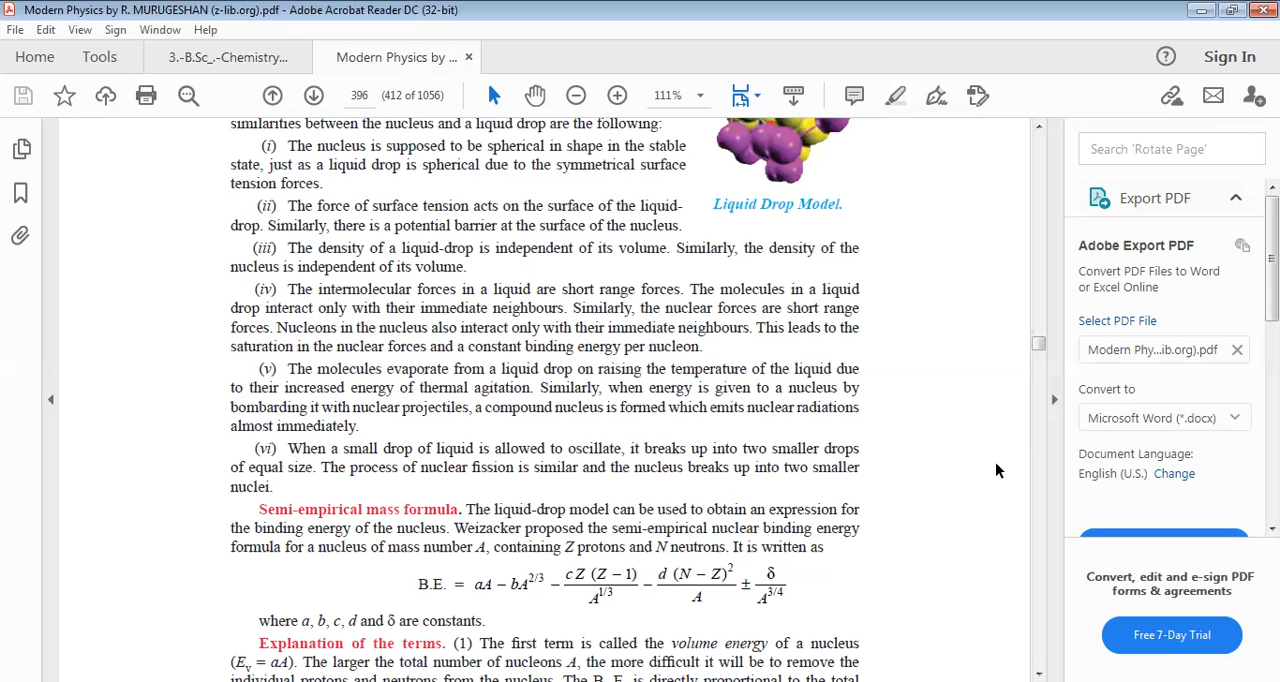 Modern Physics by R. MURUGESHAN (z-lib.org).pdf - Adobe Acrobat Reader DC (32-bit)
File Edit View Sign Window Help
Home Tools 3.-B.Sc_.-Chemistry... Modern Physics by ... × Sign In
396 (412 of 1056) 111%
similarities between the nucleus and a liquid drop are the following:
(i) The nucleus is supposed to be spherical in shape in the stable
state, just as a liquid drop is spherical due to the symmetrical surface
tension forces.
(ii) The force of surface tension acts on the surface of the liquid-
drop. Similarly, there is a potential barrier at the surface of the nucleus.
Liquid Drop Model.
(iii) The density of a liquid-drop is independent of its volume. Similarly, the density of the
nucleus is independent of its volume.
(iv) The intermolecular forces in a liquid are short range forces. The molecules in a liquid
drop interact only with their immediate neighbours. Similarly, the nuclear forces are short range
forces. Nucleons in the nucleus also interact only with their immediate neighbours. This leads to the
saturation in the nuclear forces and a constant binding energy per nucleon.
(v) The molecules evaporate from a liquid drop on raising the temperature of the liquid due
to their increased energy of thermal agitation. Similarly, when energy is given to a nucleus by
bombarding it with nuclear projectiles, a compound nucleus is formed which emits nuclear radiations
almost immediately.
(vi) When a small drop of liquid is allowed to oscillate, it breaks up into two smaller drops
of equal size. The process of nuclear fission is similar and the nucleus breaks up into two smaller
nuclei.
Semi-empirical mass formula. The liquid-drop model can be used to obtain an expression for
the binding energy of the nucleus. Weizacker proposed the semi-empirical nuclear binding energy
formula for a nucleus of mass number A, containing Z protons and N neutrons. It is written as
B.E. = aA − bA^2/3 − cZ (Z − 1)/A^1/3 − d (N − Z)^2/A ± δ/A^3/4
where a, b, c, d and δ are constants.
Explanation of the terms. (1) The first term is called the volume energy of a nucleus
(E_v = aA). The larger the total number of nucleons A, the more difficult it will be to remove the
individual protons and neutrons from the nucleus. The B. E. is directly proportional to the total
Search 'Rotate Page'
Export PDF
Adobe Export PDF
Convert PDF Files to Word
or Excel Online
Select PDF File
Modern Phy...ib.org).pdf ×
Convert to
Microsoft Word (*.docx)
Document Language:
English (U.S.) Change
Convert, edit and e-sign PDF
forms & agreements
Free 7-Day Trial